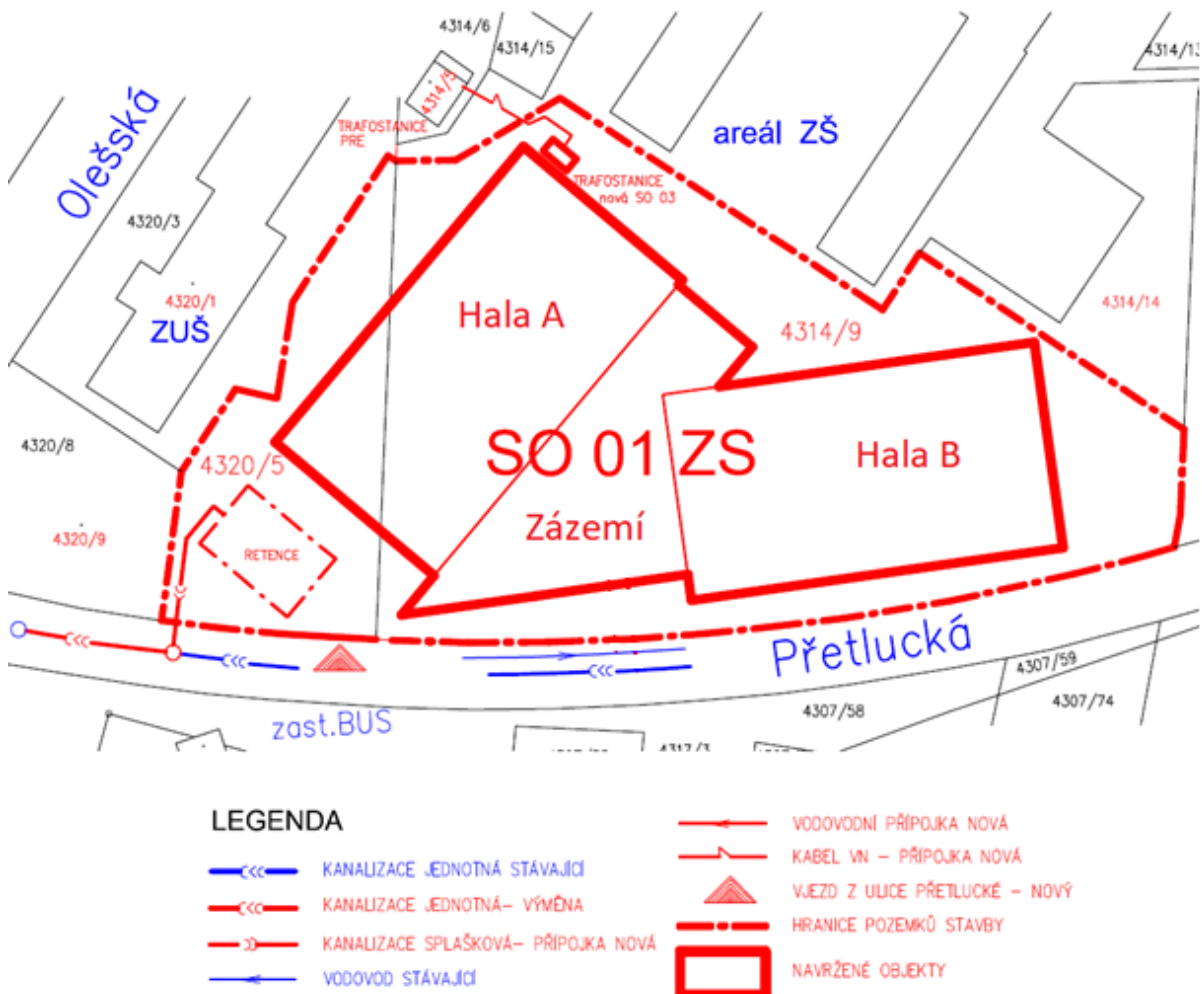 4314/6
4314/15
4314/13
4314/5
Olešská
TRAFOSTANICE
PRE
areál ZŠ
TRAFOSTANICE
nová SO 03
4320/3
4320/1
ZUŠ
Hala A
4314/9
4314/14
4320/8
4320/5
SO 01 ZS
Hala B
Zázemí
4320/9
RETENCE
Přetlucká
4307/59
4307/74
4307/58
zast.BUS
4317/3
LEGENDA
KANALIZACE JEDNOTNÁ STÁVAJÍCÍ
KANALIZACE JEDNOTNÁ– VÝMĚNA
KANALIZACE SPLAŠKOVÁ– PŘÍPOJKA NOVÁ
VODOVOD STÁVAJÍCÍ
VODOVODNÍ PŘÍPOJKA NOVÁ
KABEL VN – PŘÍPOJKA NOVÁ
VJEZD Z ULICE PŘETLUCKÉ – NOVÝ
HRANICE POZEMKŮ STAVBY
NAVRŽENÉ OBJEKTY